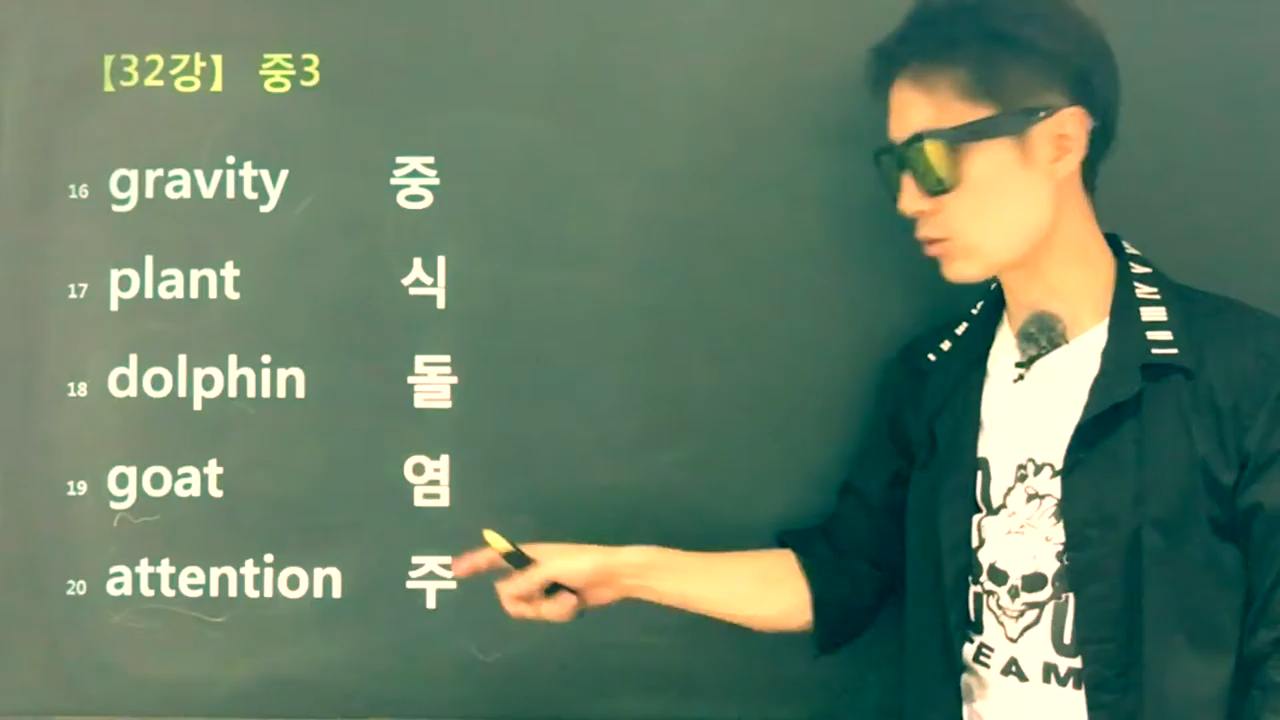 【32강】 중3
16 gravity 중
17 plant 식
18 dolphin 돌
19 goat 염
20 attention 주
EAM